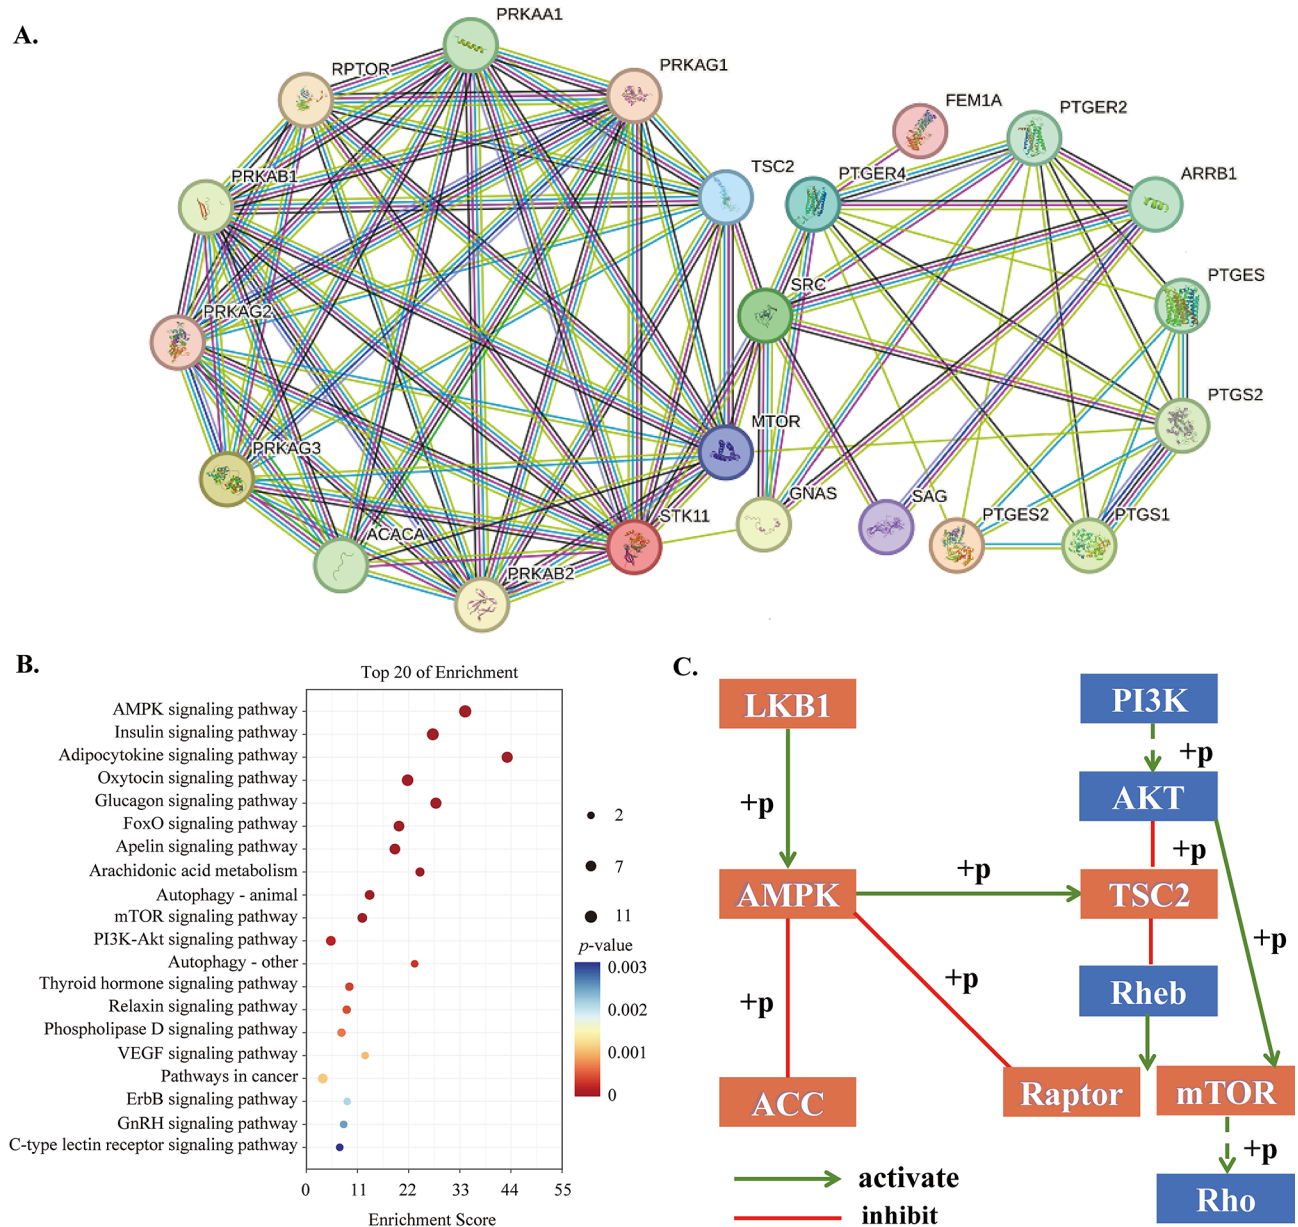 A.
PRKAA1
RPTOR
PRKAG1
FEM1A
PTGER2
PRKAB1
TSC2
PTGER4
ARRB1
SRC
PTGES
PRKAG2
PTGS2
MTOR
PRKAG3
GNAS
SAG
PTGES2
PTGS1
STK11
ACACA
PRKAB2
B.
Top 20 of Enrichment
AMPK signaling pathway
Insulin signaling pathway
Adipocytokine signaling pathway
Oxytocin signaling pathway
Glucagon signaling pathway
FoxO signaling pathway
Apelin signaling pathway
Arachidonic acid metabolism
Autophagy - animal
mTOR signaling pathway
PI3K-Akt signaling pathway
Autophagy - other
Thyroid hormone signaling pathway
Relaxin signaling pathway
Phospholipase D signaling pathway
VEGF signaling pathway
Pathways in cancer
ErbB signaling pathway
GnRH signaling pathway
C-type lectin receptor signaling pathway
0 11 22 33 44 55
Enrichment Score
2
7
11
p-value
0.003
0.002
0.001
0
C.
LKB1
PI3K
+p
+p
AKT
+p
AMPK
+p
TSC2
+p
+p
+p
Rheb
ACC
Raptor
mTOR
+p
Rho
activate
inhibit